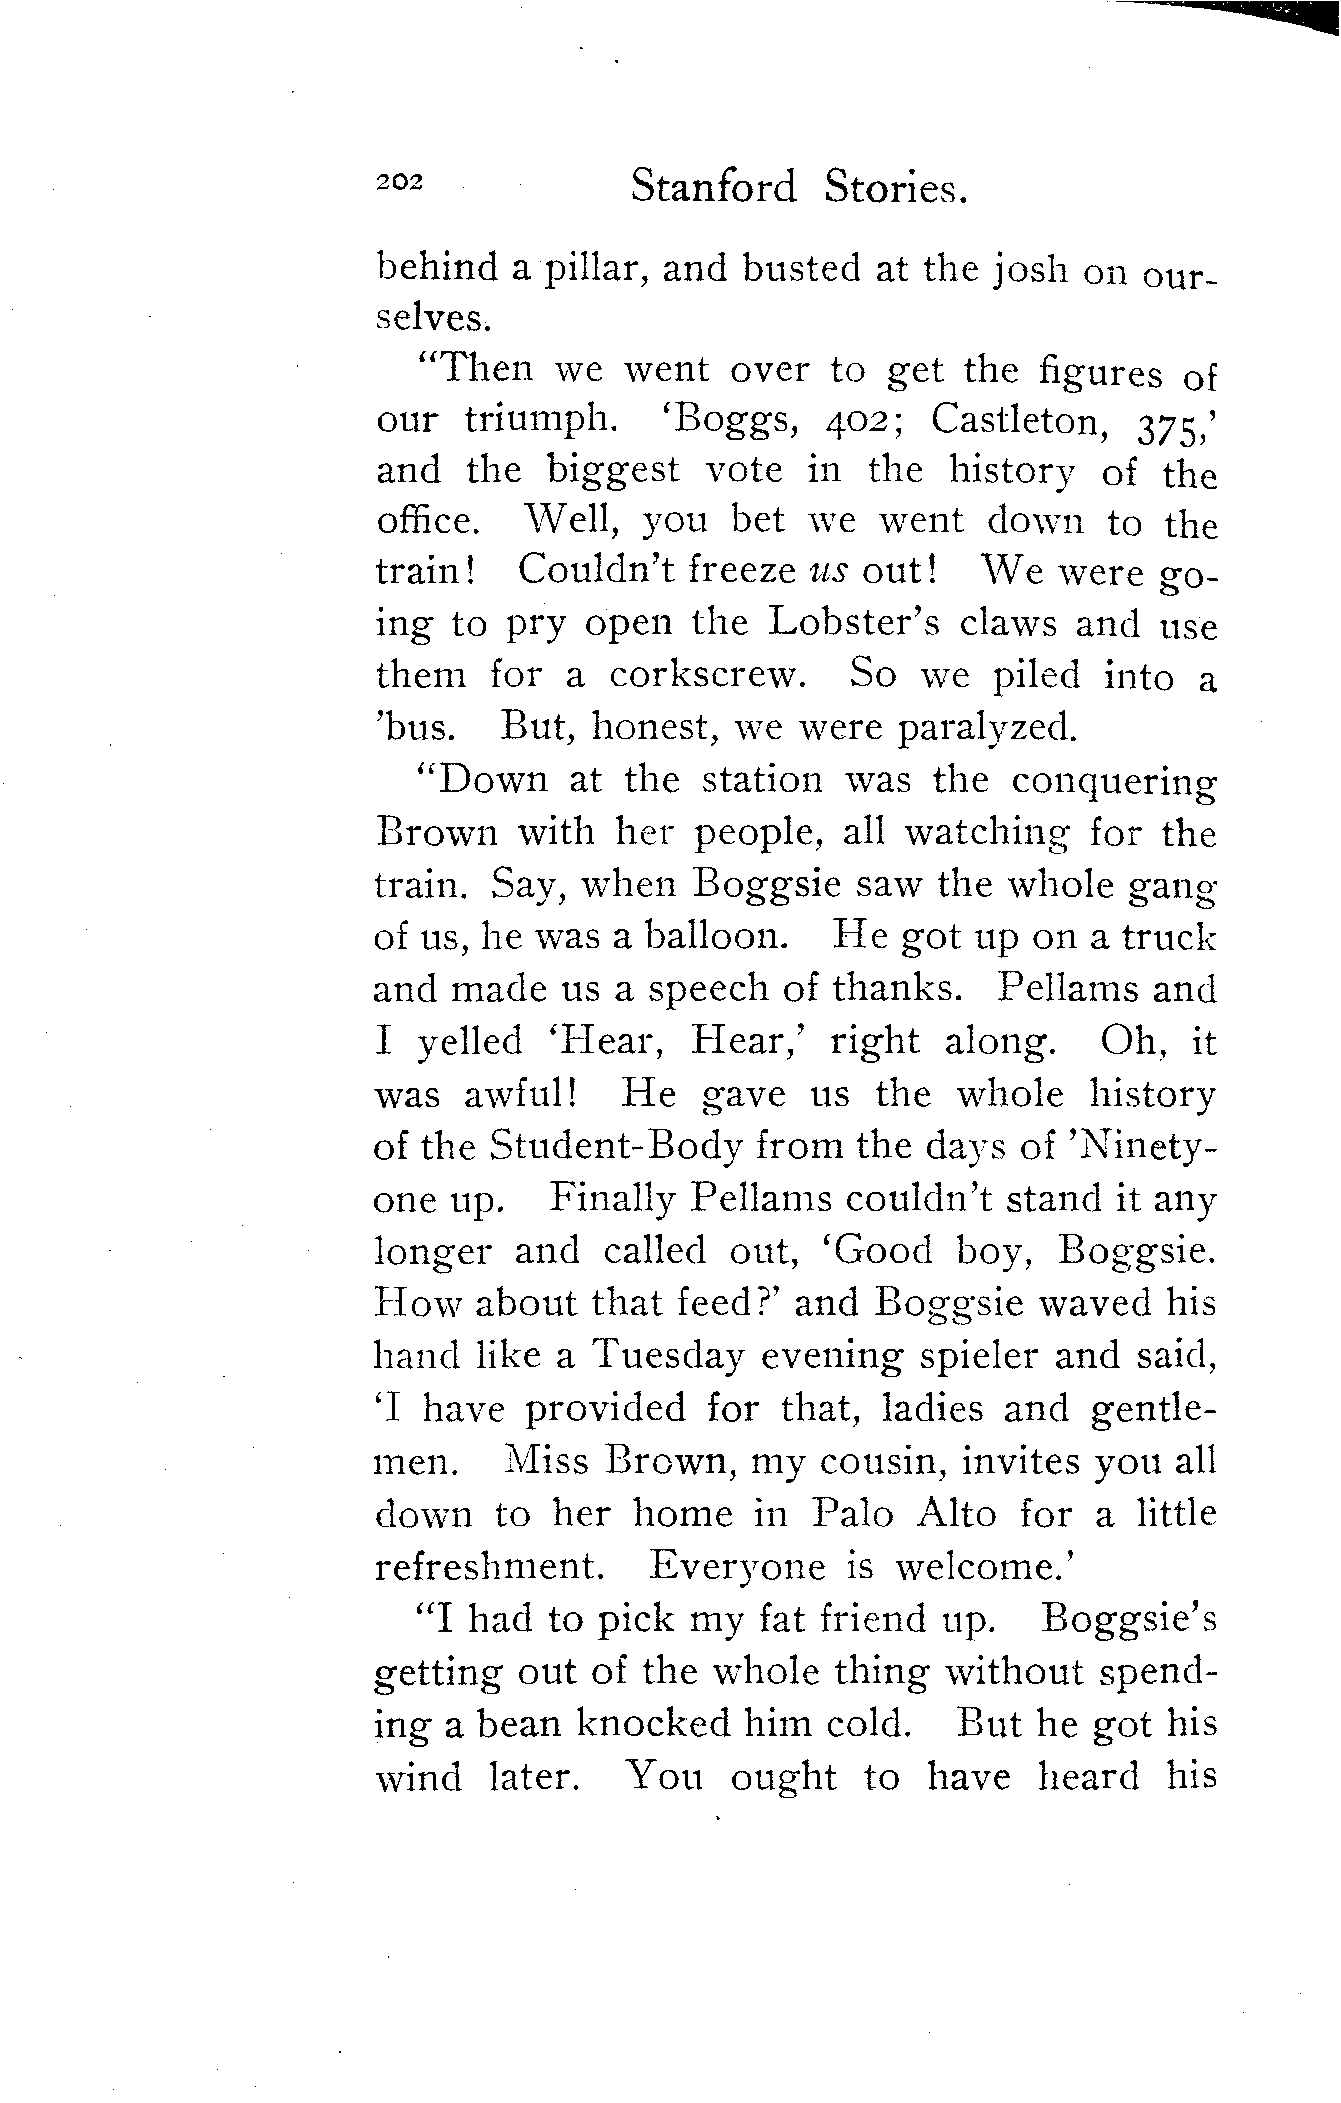 202 Stanford Stories.
behind a pillar, and busted at the josh on our-
selves.
"Then we went over to get the figures of
our triumph. 'Boggs, 402; Castleton, 375,'
and the biggest vote in the history of the
office. Well, you bet we went down to the
train! Couldn't freeze us out! We were go-
ing to pry open the Lobster's claws and use
them for a corkscrew. So we piled into a
'bus. But, honest, we were paralyzed.
"Down at the station was the conquering
Brown with her people, all watching for the
train. Say, when Boggsie saw the whole gang
of us, he was a balloon. He got up on a truck
and made us a speech of thanks. Pellams and
I yelled 'Hear, Hear,' right along. Oh, it
was awful! He gave us the whole history
of the Student-Body from the days of 'Ninety-
one up. Finally Pellams couldn't stand it any
longer and called out, 'Good boy, Boggsie.
How about that feed?' and Boggsie waved his
hand like a Tuesday evening spieler and said,
'I have provided for that, ladies and gentle-
men. Miss Brown, my cousin, invites you all
down to her home in Palo Alto for a little
refreshment. Everyone is welcome.'
"I had to pick my fat friend up. Boggsie's
getting out of the whole thing without spend-
ing a bean knocked him cold. But he got his
wind later. You ought to have heard his